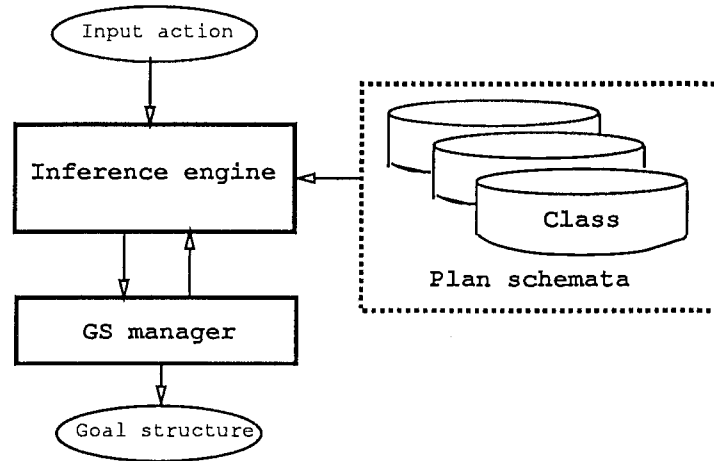 Input action
Inference engine
Class
Plan schemata
GS manager
Goal structure